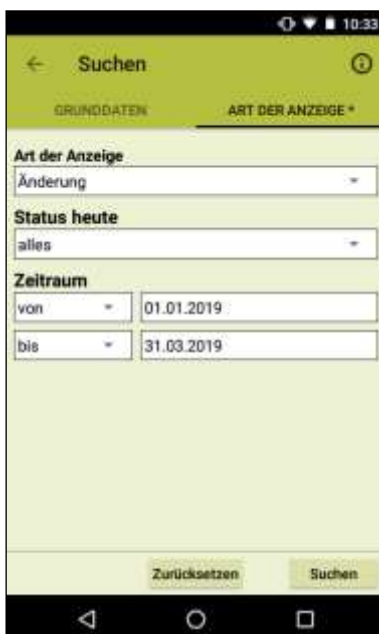 10:33
Suchen
GRUNDDATEN ART DER ANZEIGE *
Art der Anzeige
Änderung
Status heute
alles
Zeitraum
von 01.01.2019
bis 31.03.2019
Zurücksetzen Suchen